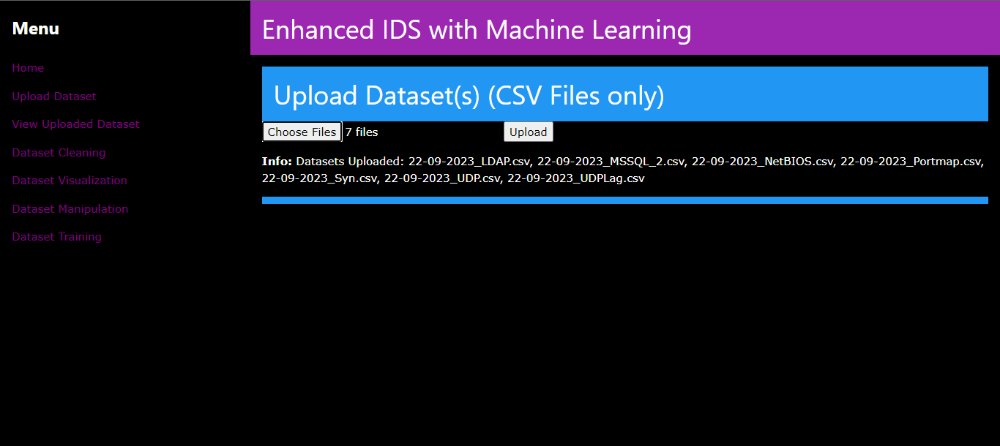 Menu
Home
Upload Dataset
View Uploaded Dataset
Dataset Cleaning
Dataset Visualization
Dataset Manipulation
Dataset Training
Enhanced IDS with Machine Learning
Upload Dataset(s) (CSV Files only)
Choose Files 7 files Upload
Info: Datasets Uploaded: 22-09-2023_LDAP.csv, 22-09-2023_MSSQL_2.csv, 22-09-2023_NetBIOS.csv, 22-09-2023_Portmap.csv,
22-09-2023_Syn.csv, 22-09-2023_UDP.csv, 22-09-2023_UDPLag.csv